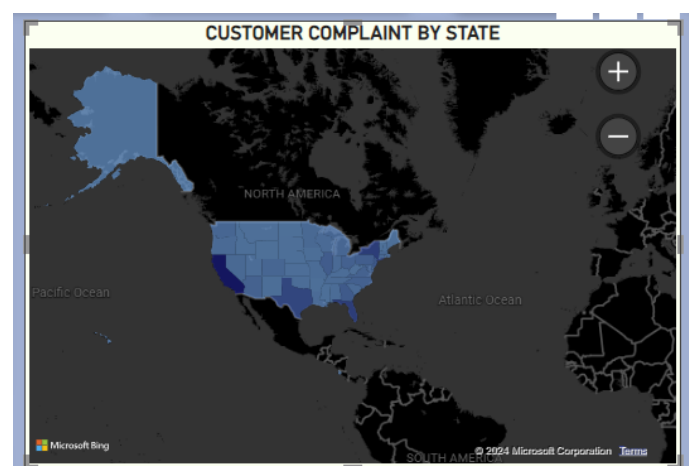 CUSTOMER COMPLAINT BY STATE
+
−
NORTH AMERICA
Pacific Ocean
Atlantic Ocean
Microsoft Bing
© 2024 Microsoft Corporation Terms
SOUTH AMERICA